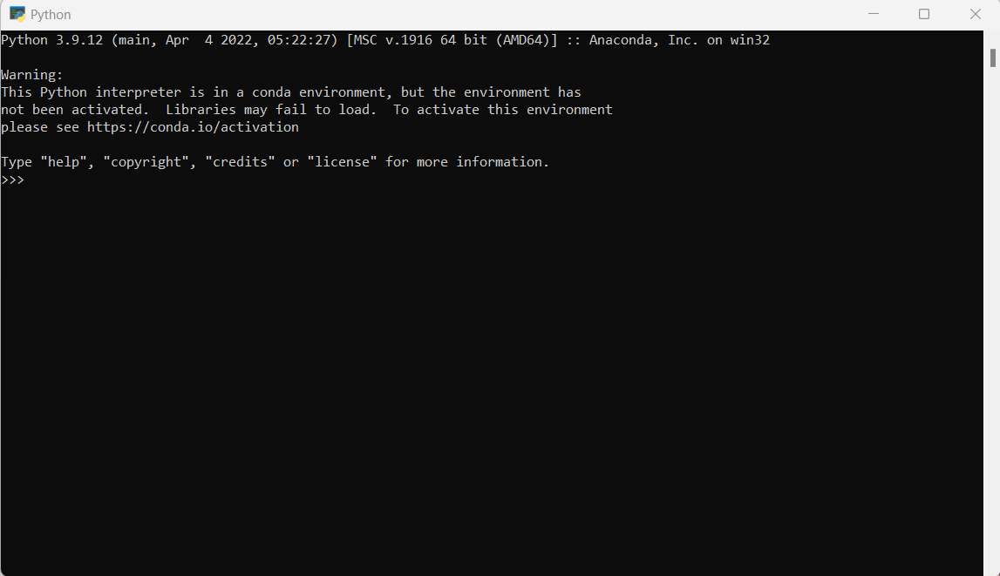 Python
Python 3.9.12 (main, Apr  4 2022, 05:22:27) [MSC v.1916 64 bit (AMD64)] :: Anaconda, Inc. on win32
Warning:
This Python interpreter is in a conda environment, but the environment has
not been activated.  Libraries may fail to load.  To activate this environment
please see https://conda.io/activation
Type "help", "copyright", "credits" or "license" for more information.
>>>